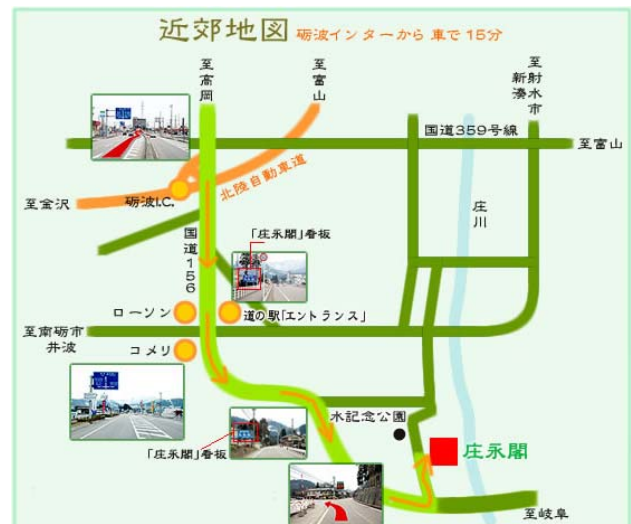 近郊地図 砺波インターから車で15分
至高岡
至富山
至射水市
新湊
国道359号線
至富山
北陸自動車道
砺波I.C.
至金沢
庄川
国道156
「庄永閣」看板
ローソン
道の駅「エントランス」
至南砺市
井波
コメリ
水記念公園
庄永閣
「庄永閣」看板
至岐阜